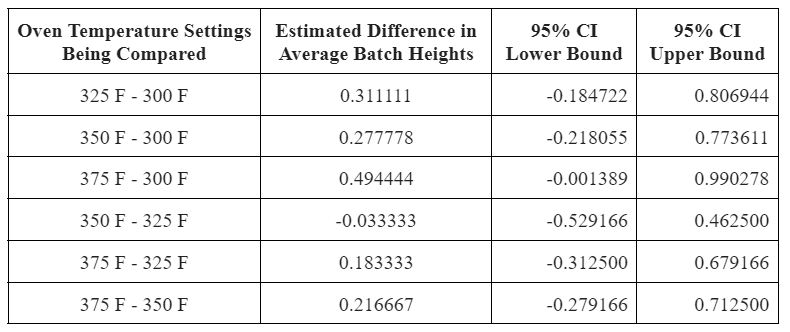 Oven Temperature Settings Being Compared | Estimated Difference in Average Batch Heights | 95% CI Lower Bound | 95% CI Upper Bound
325 F - 300 F | 0.311111 | -0.184722 | 0.806944
350 F - 300 F | 0.277778 | -0.218055 | 0.773611
375 F - 300 F | 0.494444 | -0.001389 | 0.990278
350 F - 325 F | -0.033333 | -0.529166 | 0.462500
375 F - 325 F | 0.183333 | -0.312500 | 0.679166
375 F - 350 F | 0.216667 | -0.279166 | 0.712500